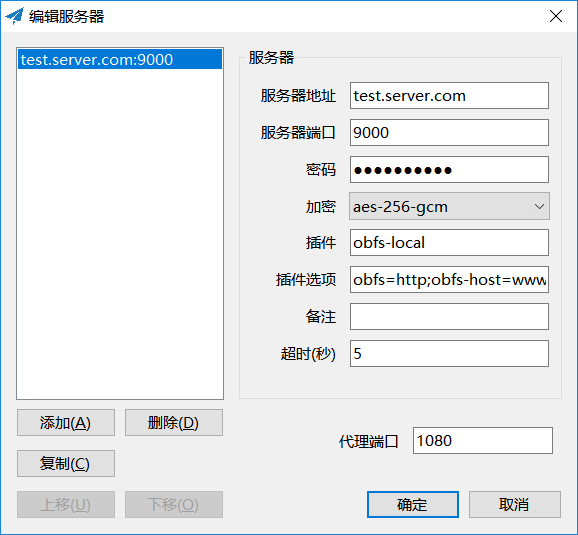 编辑服务器
test.server.com:9000
服务器
服务器地址 test.server.com
服务器端口 9000
密码 ●●●●●●●●●●
加密 aes-256-gcm
插件 obfs-local
插件选项 obfs=http;obfs-host=www
备注
超时(秒) 5
添加(A) 删除(D)
代理端口 1080
复制(C)
上移(U) 下移(O)
确定 取消